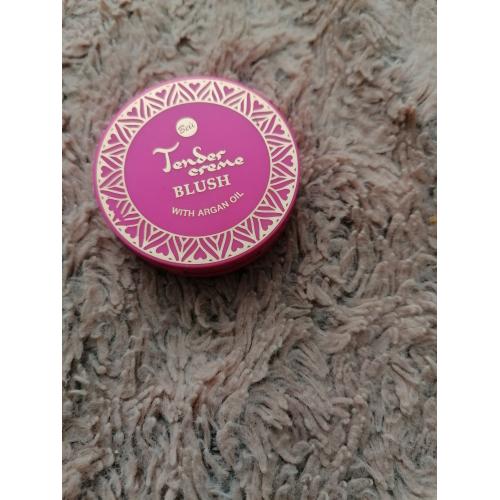 Bell
Tender
creme
BLUSH
WITH ARGAN OIL